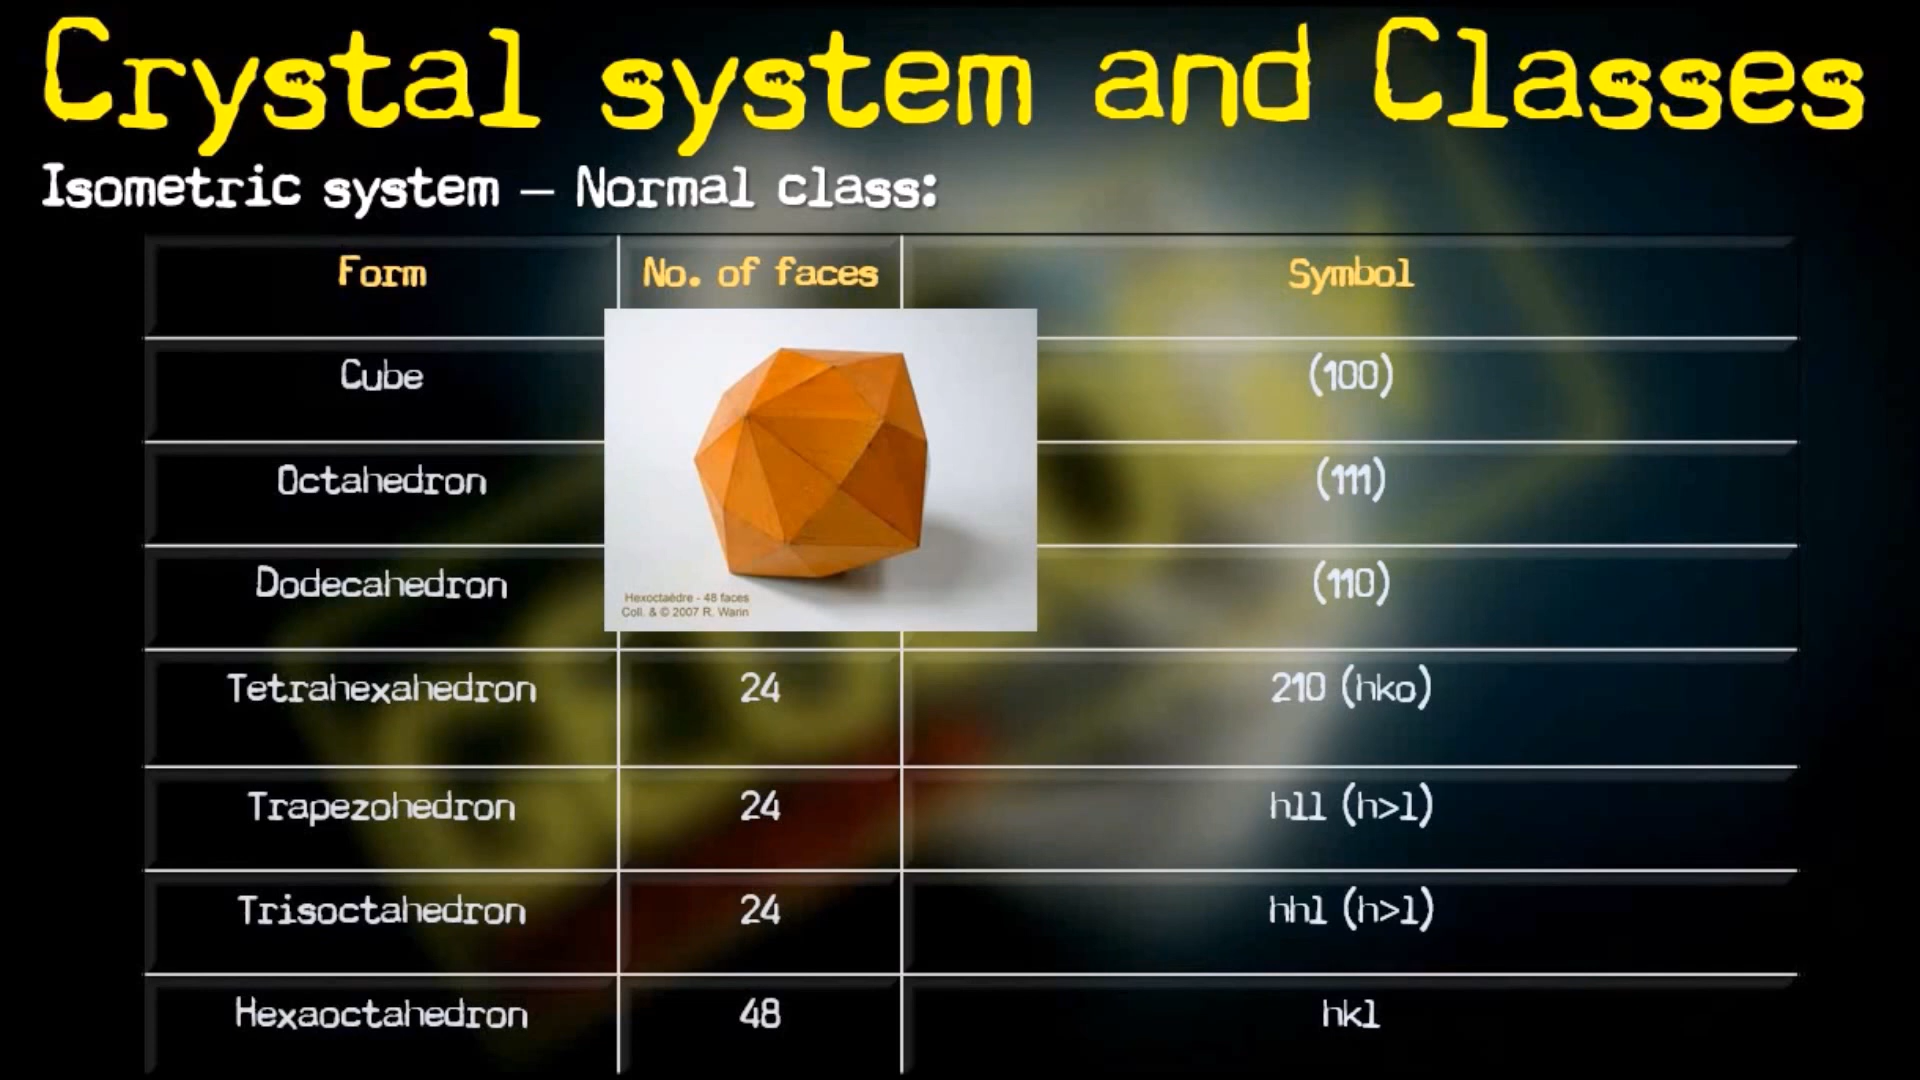 Crystal system and Classes
Isometric system – Normal class:
Form No. of faces Symbol
Cube (100)
Octahedron (111)
Dodecahedron (110)
Hexoctaèdre - 48 faces
Coll. & © 2007 R. Warin
Tetrahexahedron 24 210 (hko)
Trapezohedron 24 hll (h>l)
Trisoctahedron 24 hhl (h>l)
Hexaoctahedron 48 hkl